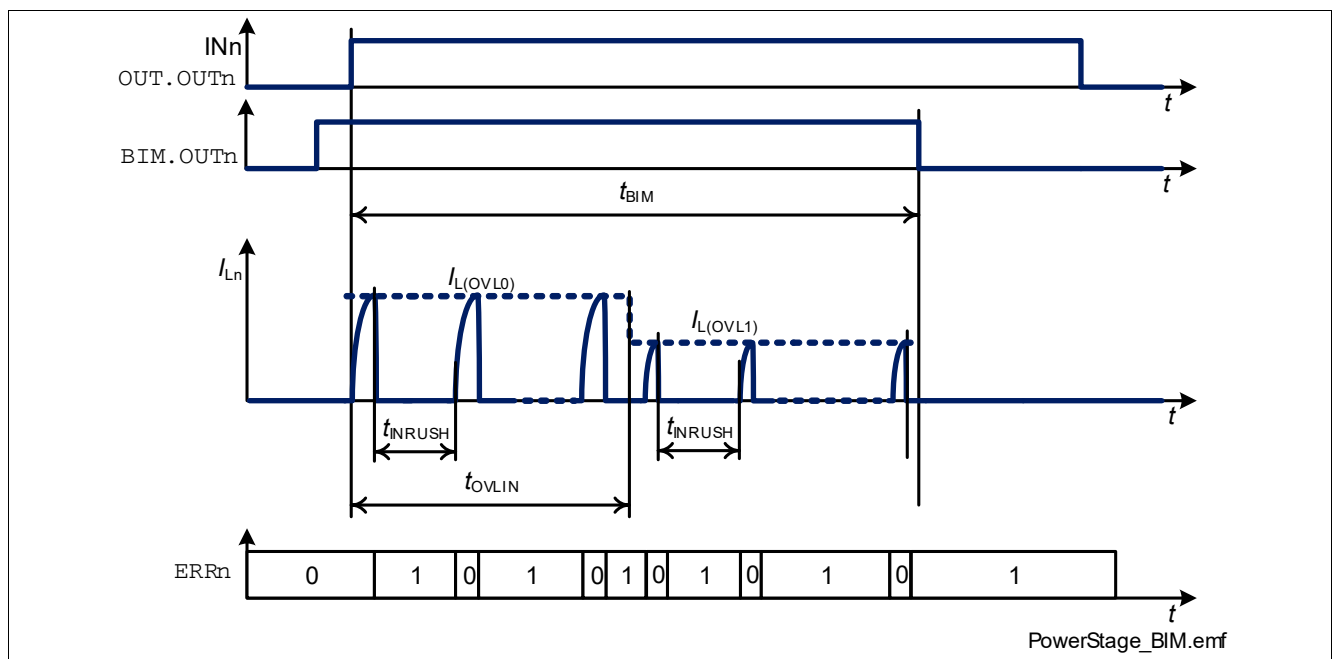 INn
OUT.OUTn
t
BIM.OUTn
t
tBIM
ILn
IL(OVL0)
IL(OVL1)
t
tINRUSH
tINRUSH
tOVLIN
ERRn
0 1 0 1 0 1 0 1 0 1 0 1
t
PowerStage_BIM.emf